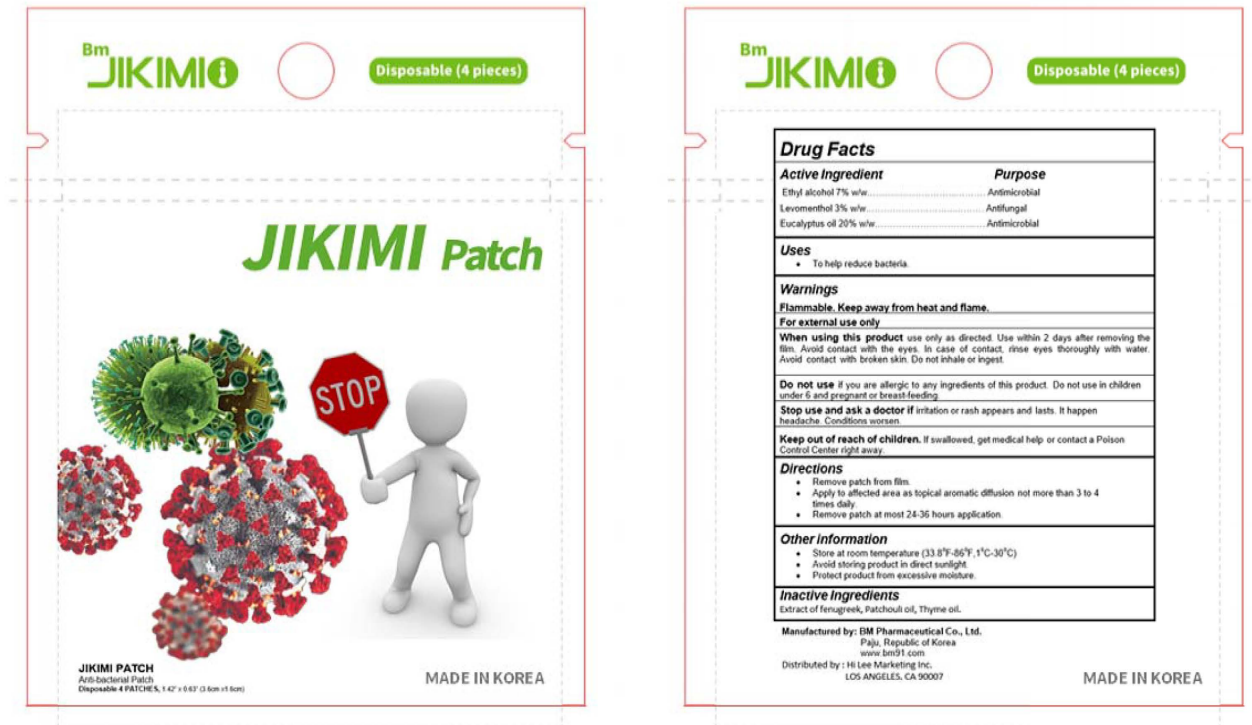 Bm
JIKIMI
Disposable (4 pieces)
JIKIMI Patch
STOP
JIKIMI PATCH
Anti-bacterial Patch
Disposable 4 PATCHES, 1.42" x 0.63" (3.6cm x1.6cm)
MADE IN KOREA
Bm
JIKIMI
Disposable (4 pieces)
Drug Facts
Active Ingredient Purpose
Ethyl alcohol 7% w/w........................................Antimicrobial
Levomenthol 3% w/w........................................Antifungal
Eucalyptus oil 20% w/w.....................................Antimicrobial
Uses
• To help reduce bacteria.
Warnings
Flammable. Keep away from heat and flame.
For external use only
When using this product use only as directed. Use within 2 days after removing the
film. Avoid contact with the eyes. In case of contact, rinse eyes thoroughly with water.
Avoid contact with broken skin. Do not inhale or ingest.
Do not use if you are allergic to any ingredients of this product. Do not use in children
under 6 and pregnant or breast-feeding.
Stop use and ask a doctor if irritation or rash appears and lasts. It happen
headache. Conditions worsen.
Keep out of reach of children. If swallowed, get medical help or contact a Poison
Control Center right away.
Directions
• Remove patch from film.
• Apply to affected area as topical aromatic diffusion not more than 3 to 4
times daily.
• Remove patch at most 24-36 hours application.
Other information
• Store at room temperature (33.8⁰F-86⁰F,1⁰C-30⁰C)
• Avoid storing product in direct sunlight.
• Protect product from excessive moisture.
Inactive Ingredients
Extract of fenugreek, Patchouli oil, Thyme oil.
Manufactured by: BM Pharmaceutical Co., Ltd.
Paju, Republic of Korea
www.bm91.com
Distributed by : Hi Lee Marketing Inc.
LOS ANGELES. CA 90007
MADE IN KOREA